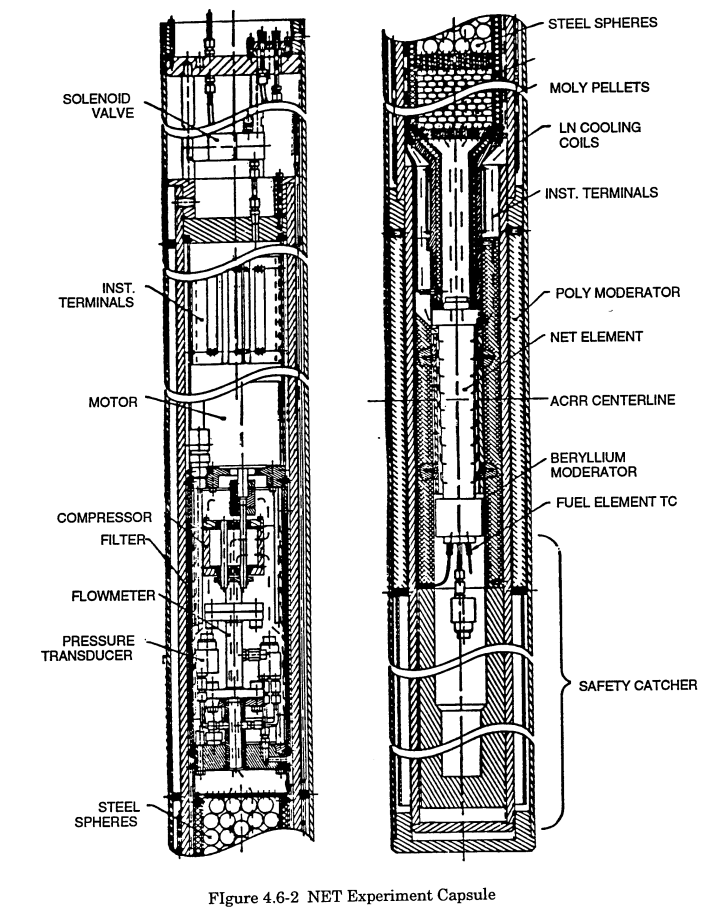 SOLENOID
VALVE
INST.
TERMINALS
MOTOR
COMPRESSOR
FILTER
FLOWMETER
PRESSURE
TRANSDUCER
STEEL
SPHERES
STEEL SPHERES
MOLY PELLETS
LN COOLING
COILS
INST. TERMINALS
POLY MODERATOR
NET ELEMENT
ACRR CENTERLINE
BERYLLIUM
MODERATOR
FUEL ELEMENT TC
SAFETY CATCHER
FIgure 4.6-2 NET Experiment Capsule